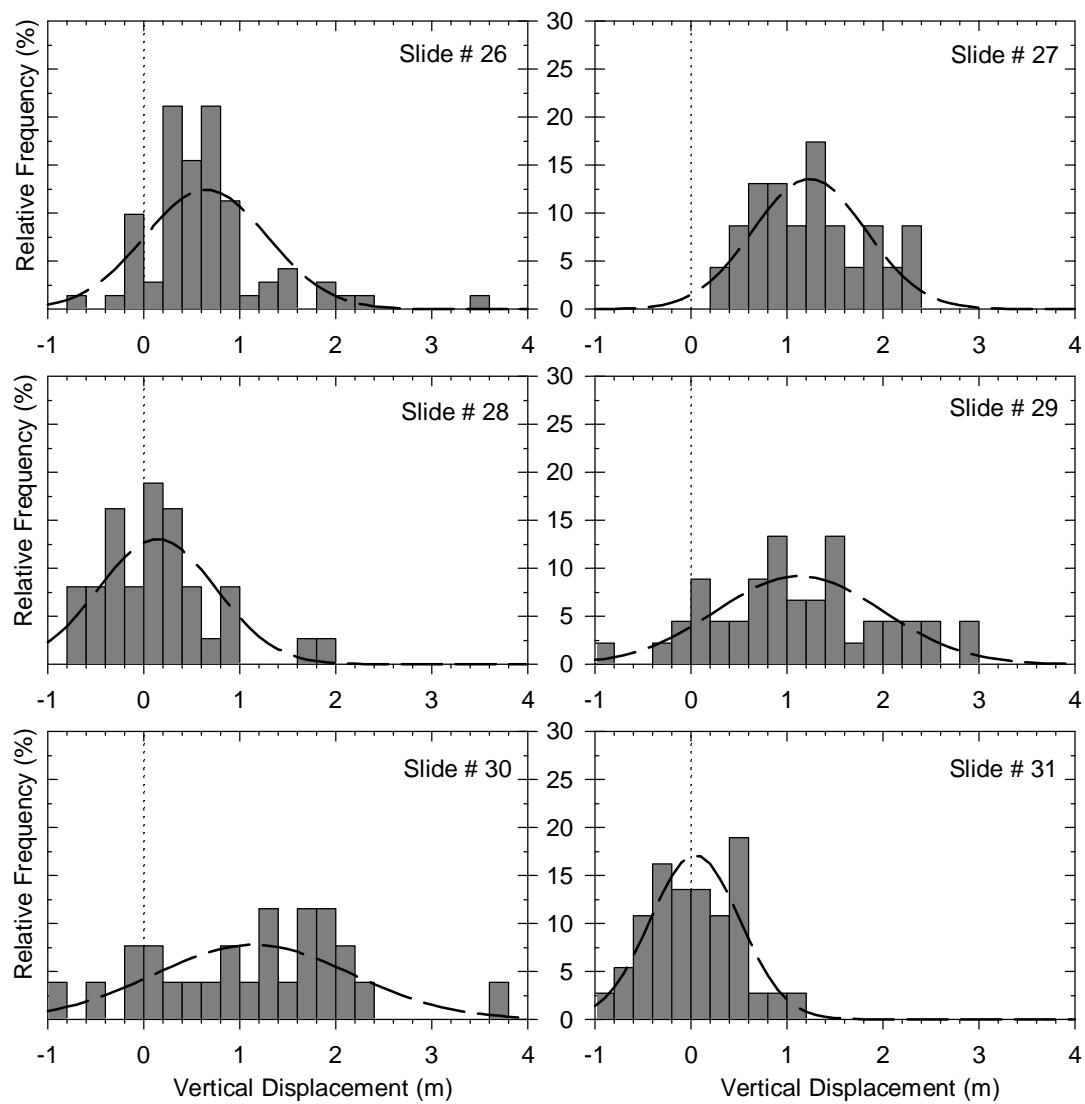 Relative Frequency (%)
30
25
20
15
10
5
0
Slide # 26
Slide # 27
-1 0 1 2 3 4
-1 0 1 2 3 4
Relative Frequency (%)
30
25
20
15
10
5
0
Slide # 28
Slide # 29
-1 0 1 2 3 4
-1 0 1 2 3 4
Relative Frequency (%)
30
25
20
15
10
5
0
Slide # 30
Slide # 31
-1 0 1 2 3 4
-1 0 1 2 3 4
Vertical Displacement (m)
Vertical Displacement (m)